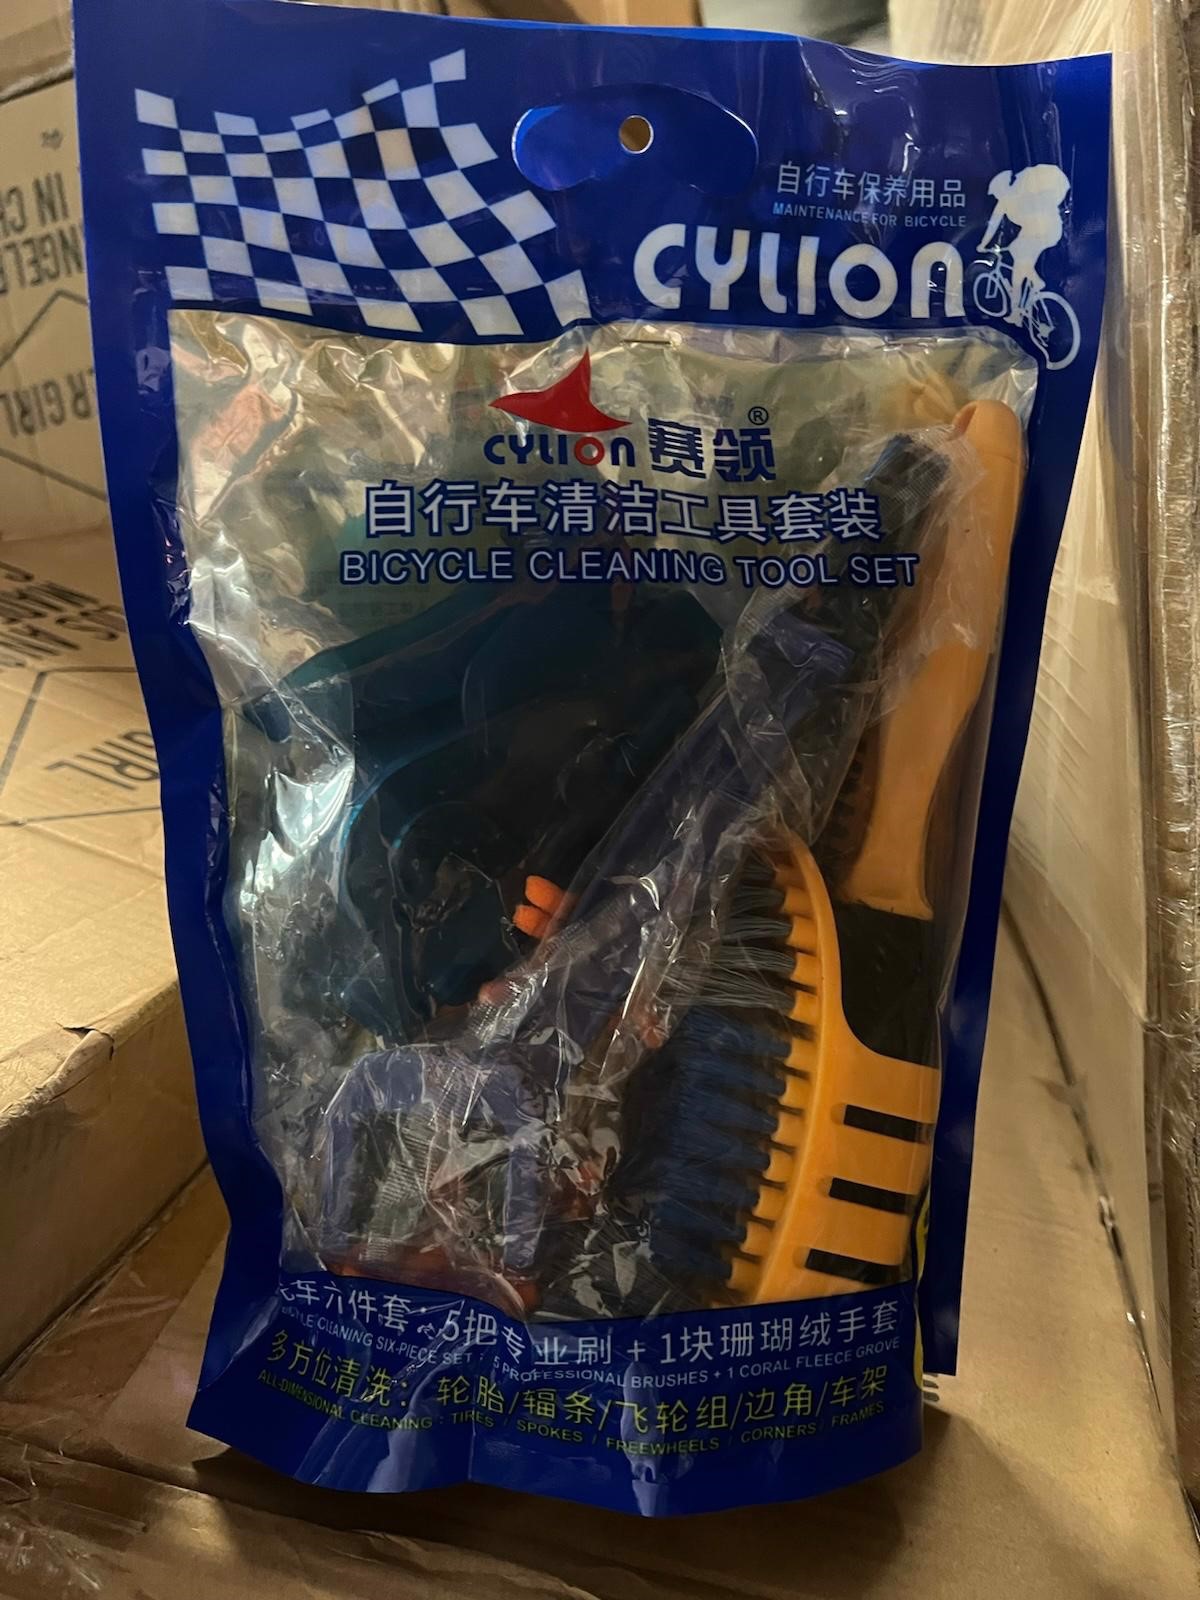 自行车保养用品
MAINTENANCE FOR BICYCLE
CYLION
CYLION 赛领®
自行车清洁工具套装
BICYCLE CLEANING TOOL SET
车六件套：5把专业刷 + 1块珊瑚绒手套
CLEANING SIX-PIECE SET : 5 PROFESSIONAL BRUSHES + 1 CORAL FLEECE GROVE
多方位清洗：轮胎/辐条/飞轮组/边角/车架
ALL-DIMENSIONAL CLEANING : TIRES / SPOKES / FREEWHEELS / CORNERS / FRAMES
IN
GIRL